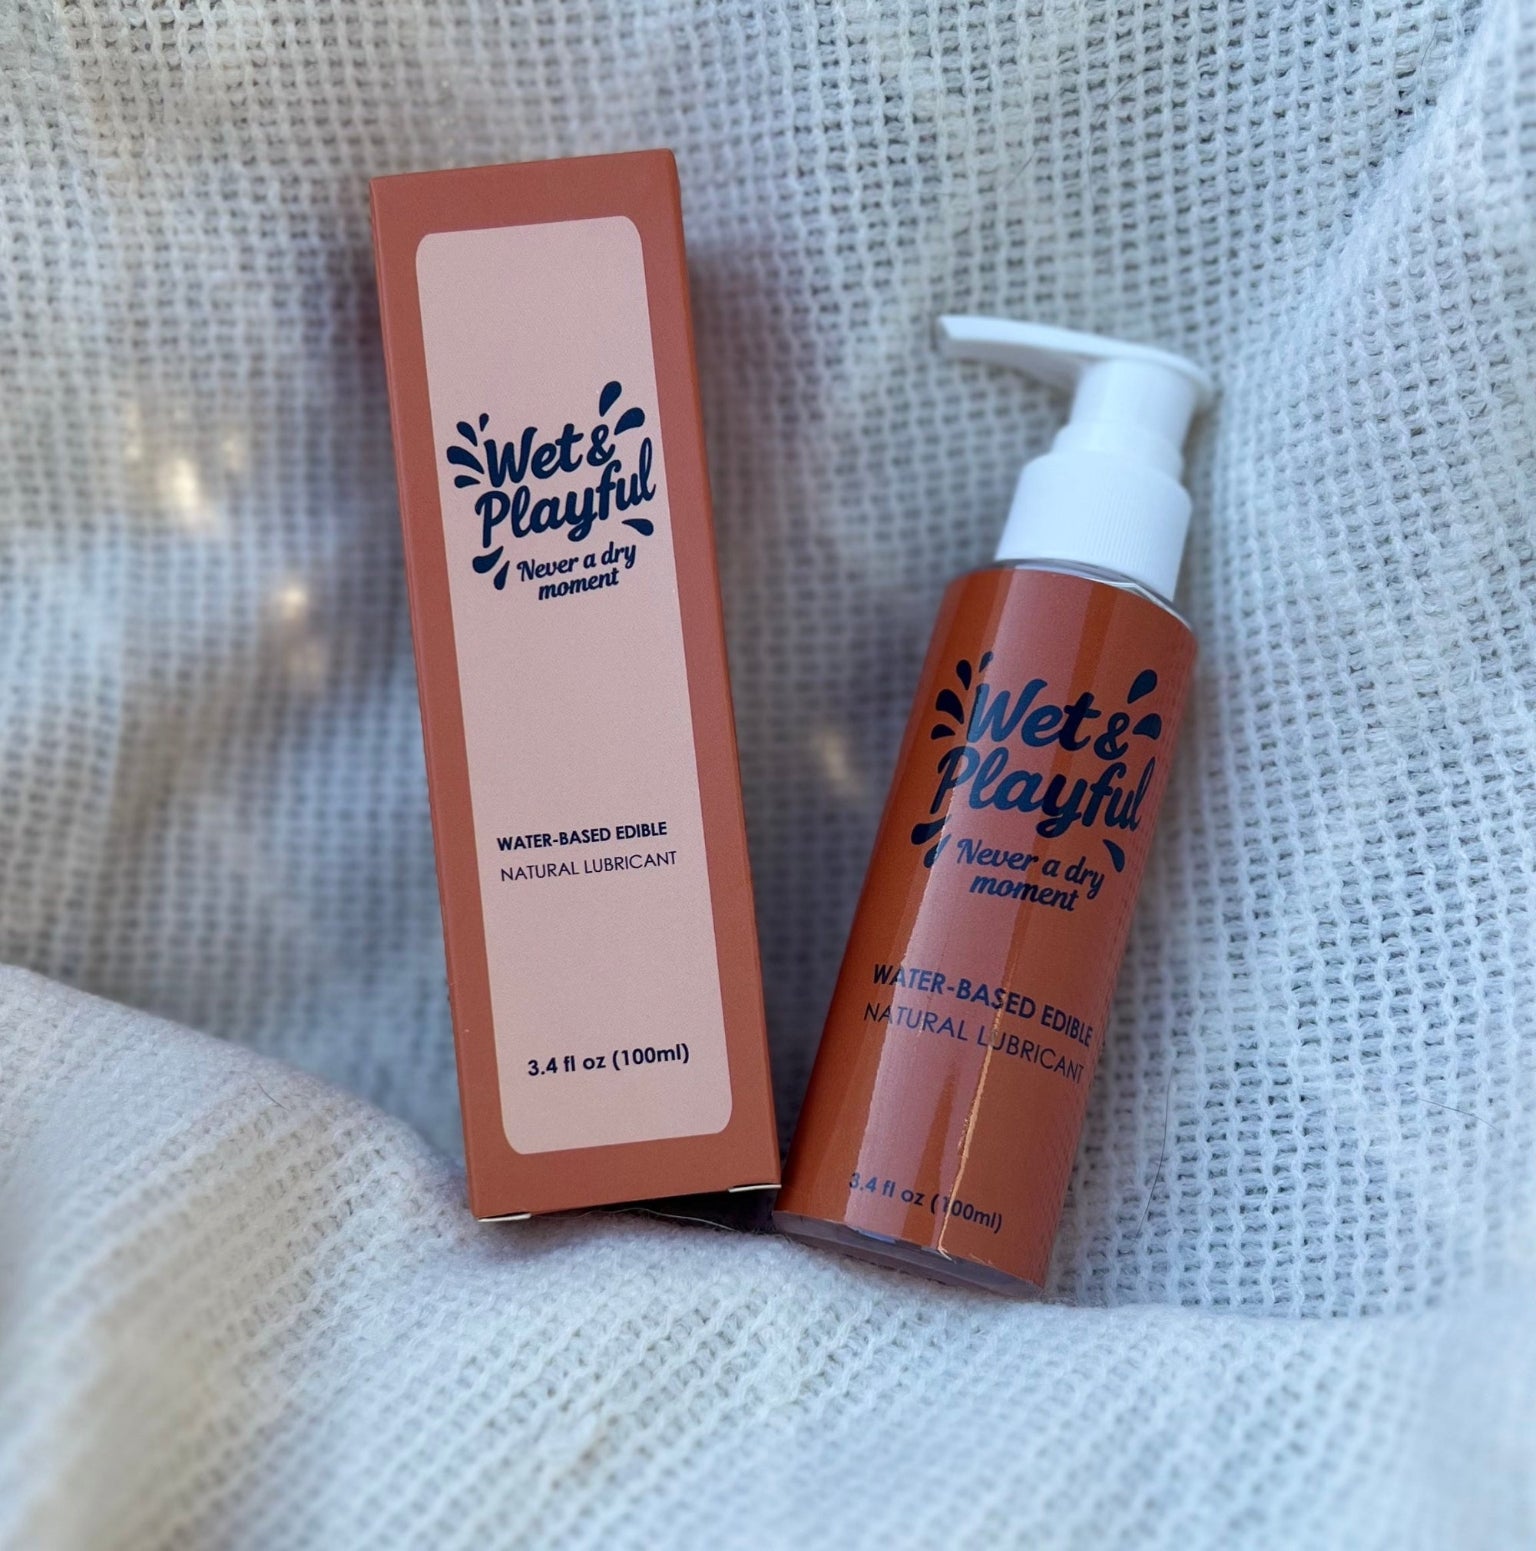 Wet &
Playful
Never a dry
moment
WATER-BASED EDIBLE
NATURAL LUBRICANT
3.4 fl oz (100ml)
Wet &
Playful
Never a dry
moment
WATER-BASED EDIBLE
NATURAL LUBRICANT
3.4 fl oz (100ml)